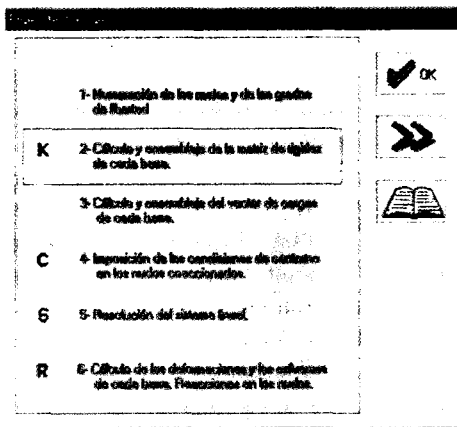 1- Numeración de los nudos y de los grados
de libertad
OK
K
2- Cálculo y ensamblaje de la matriz de rigidez
de cada barra.
3- Cálculo y ensamblaje del vector de cargas
de cada barra.
C
4- Imposición de las condiciones de contorno
en los nudos coaccionados.
S
5- Resolución del sistema lineal.
R
6- Cálculo de las deformaciones y los esfuerzos
de cada barra. Reacciones en los nudos.